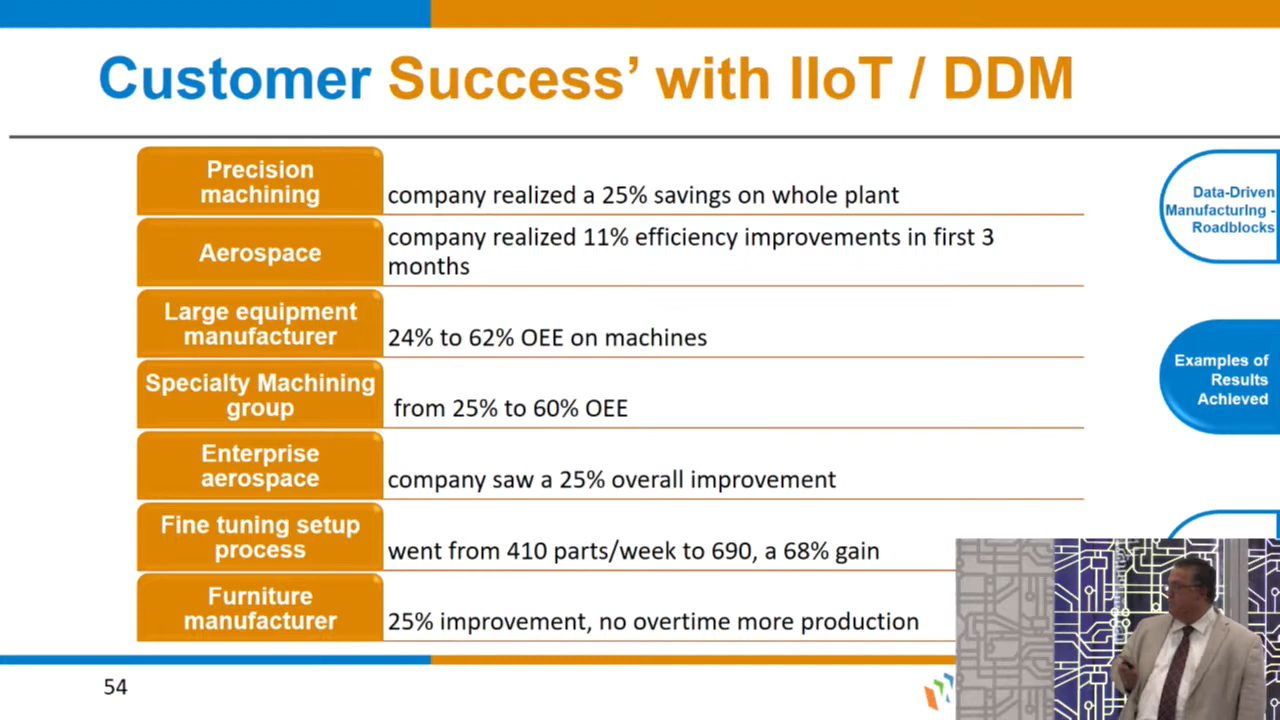 Customer Success’ with IIoT / DDM
Precision
machining
company realized a 25% savings on whole plant
Aerospace
company realized 11% efficiency improvements in first 3
months
Large equipment
manufacturer
24% to 62% OEE on machines
Specialty Machining
group
from 25% to 60% OEE
Enterprise
aerospace
company saw a 25% overall improvement
Fine tuning setup
process
went from 410 parts/week to 690, a 68% gain
Furniture
manufacturer
25% improvement, no overtime more production
Data-Driven
Manufacturing -
Roadblocks
Examples of
Results
Achieved
54